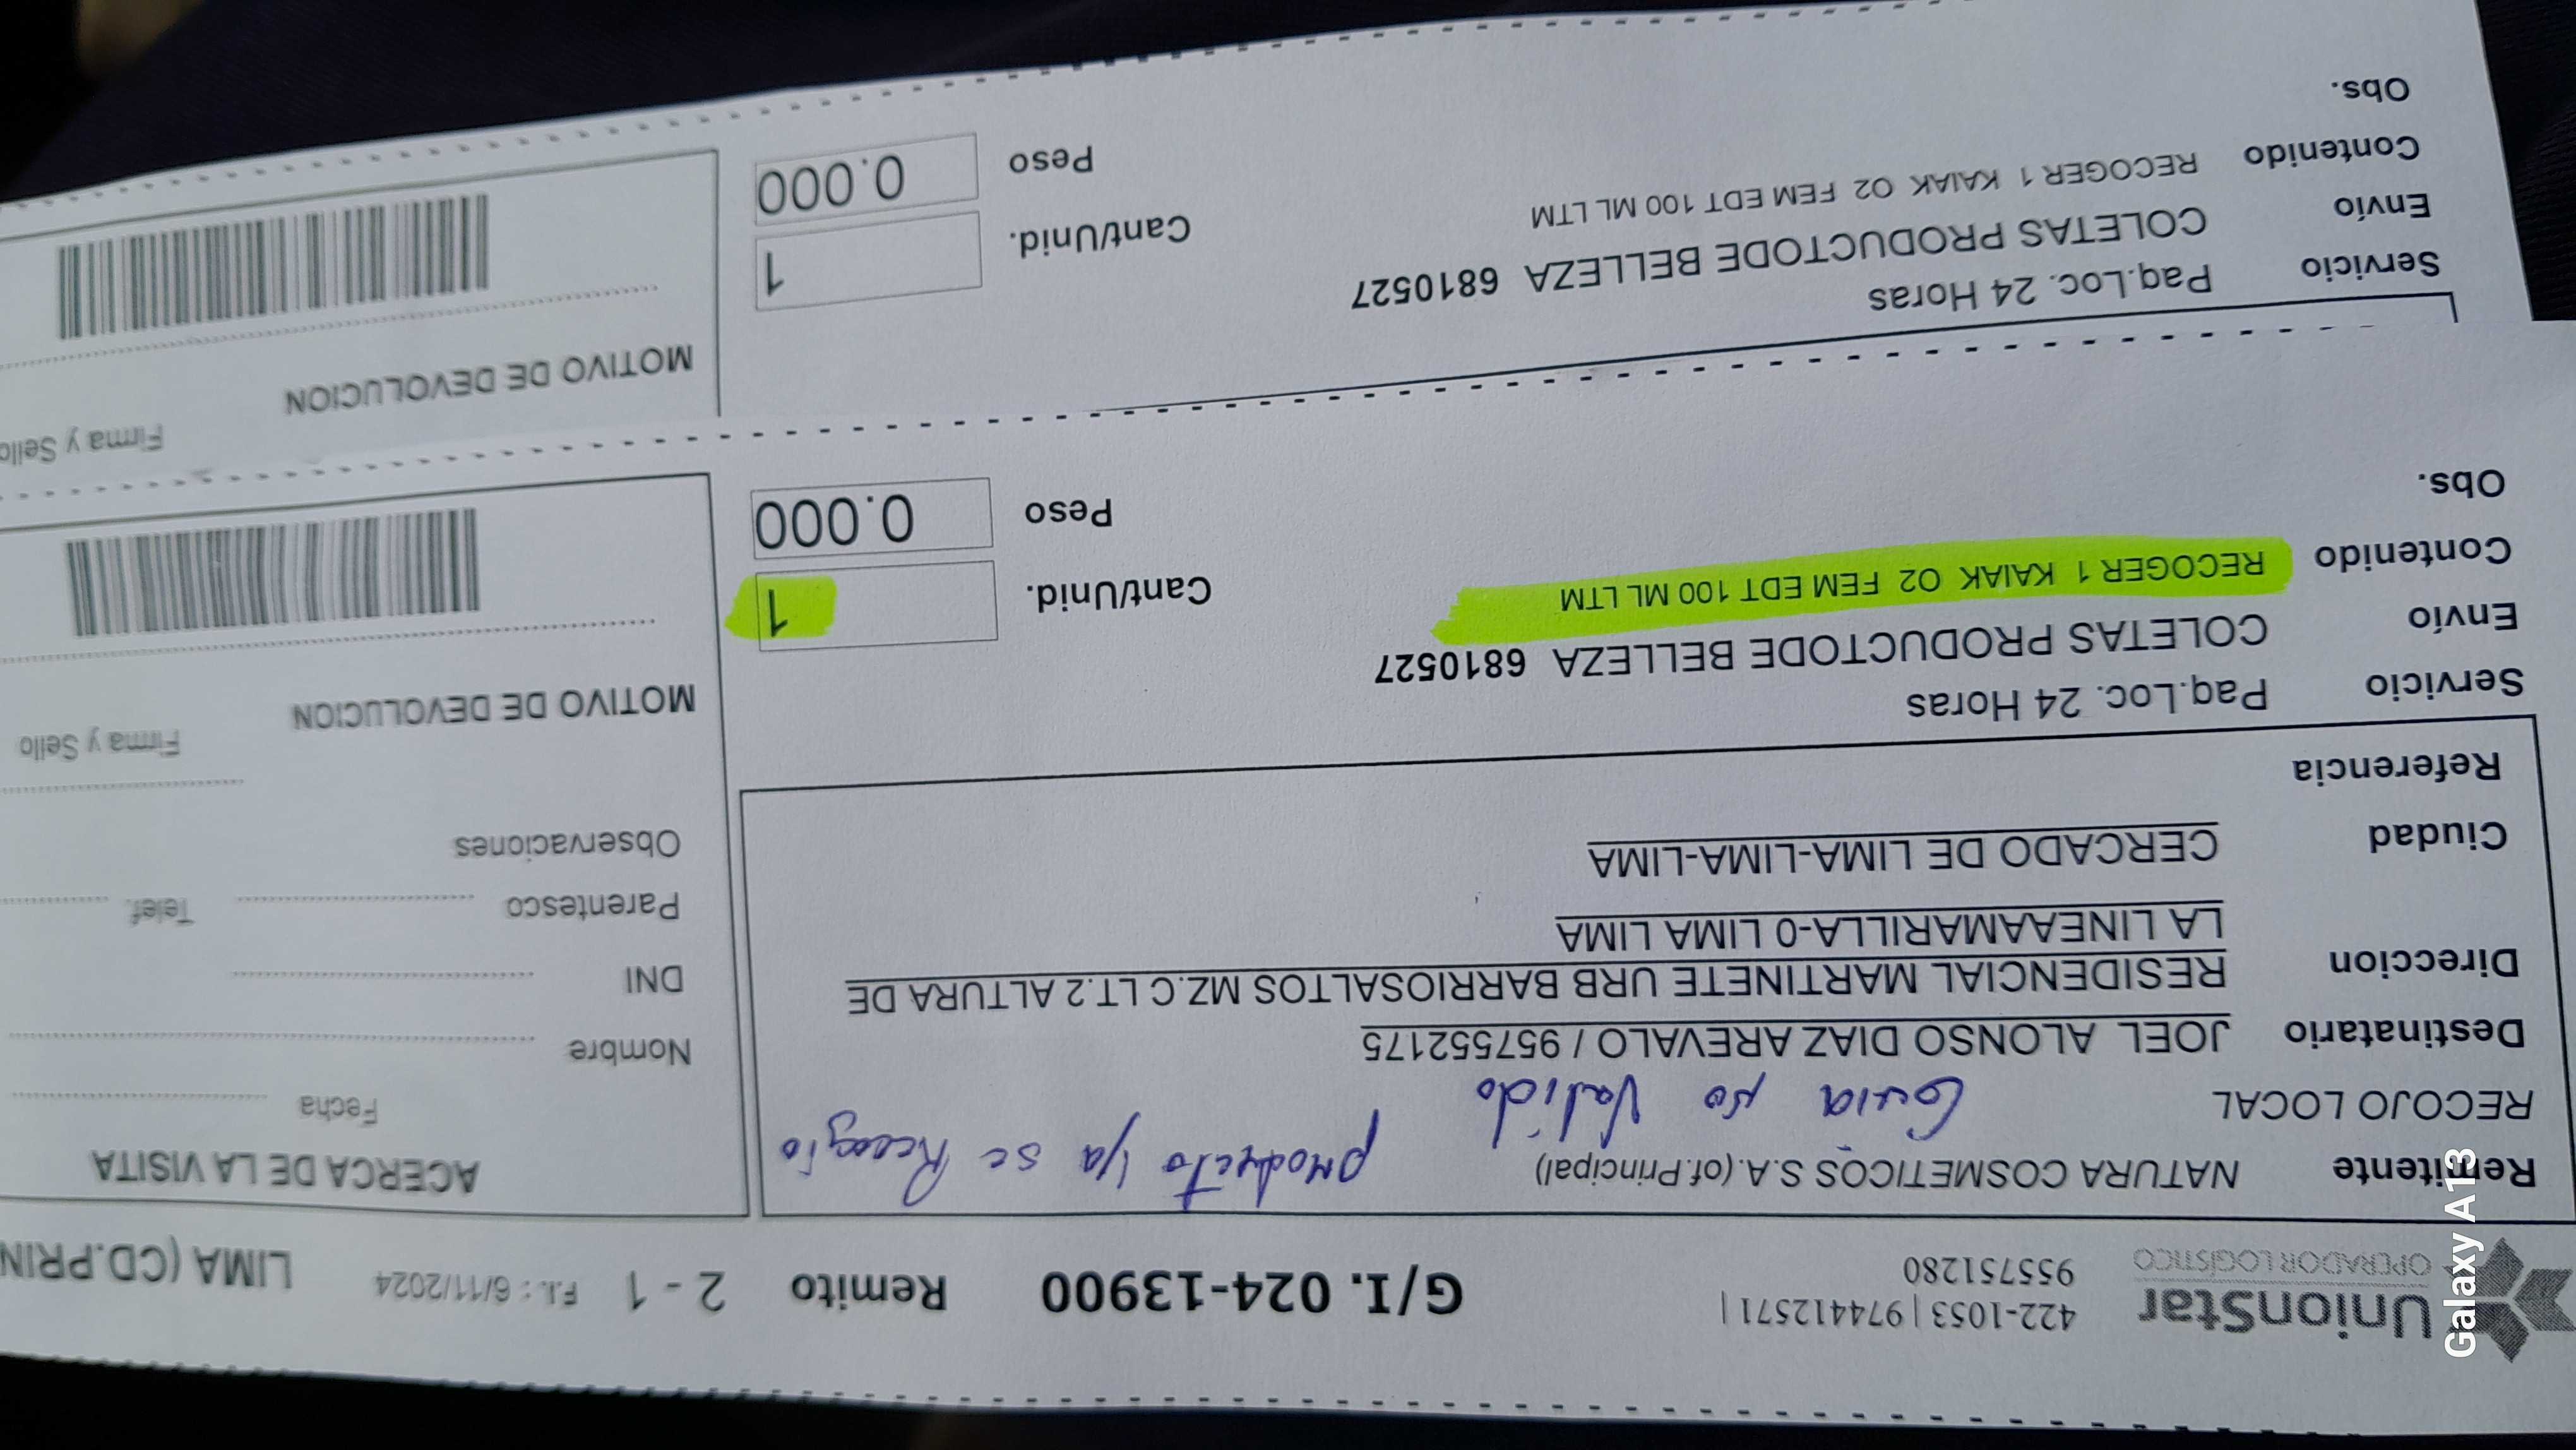 UnionStar
OPERADOR LOGÍSTICO
422-1053 | 974412571 |
955751280
G/I. 024-13900
Remito 2 - 1 F.I. : 6/11/2024 LIMA (CD.PRIN
Remitente NATURA COSMETICOS S.A. (of.Principal)
producto ya se Recogio
RECOJO LOCAL
Guia no Valido
Destinatario JOEL ALONSO DIAZ AREVALO / 957552175
Direccion RESIDENCIAL MARTINETE URB BARRIOSALTOS MZ.C LT.2 ALTURA DE
LA LINEAAMARILLA-0 LIMA LIMA
Ciudad CERCADO DE LIMA-LIMA-LIMA
Referencia
Servicio Paq.Loc. 24 Horas
Envío COLETAS PRODUCTODE BELLEZA 6810527
Contenido RECOGER 1 KAIAK O2 FEM EDT 100 ML LTM
Obs.
Cant/Unid. 1
Peso 0.000
ACERCA DE LA VISITA
Fecha
Nombre
DNI
Parentesco Telef.
Observaciones
Firma y Sello
MOTIVO DE DEVOLUCION
Servicio Paq.Loc. 24 Horas
Envío COLETAS PRODUCTODE BELLEZA 6810527
Contenido RECOGER 1 KAIAK O2 FEM EDT 100 ML LTM
Obs.
Cant/Unid. 1
Peso 0.000
Firma y Sello
MOTIVO DE DEVOLUCION
Galaxy A13